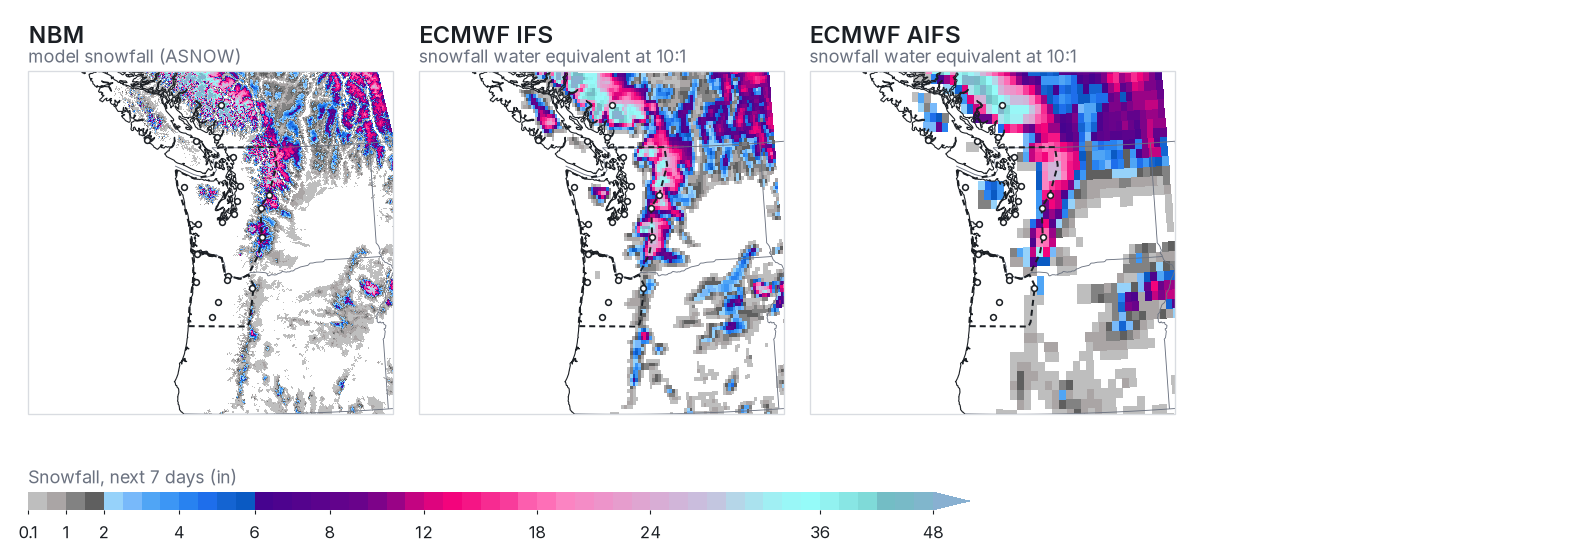 NBM
model snowfall (ASNOW)
ECMWF IFS
snowfall water equivalent at 10:1
ECMWF AIFS
snowfall water equivalent at 10:1
Snowfall, next 7 days (in)
0.1 1 2 4 6 8 12 18 24 36 48